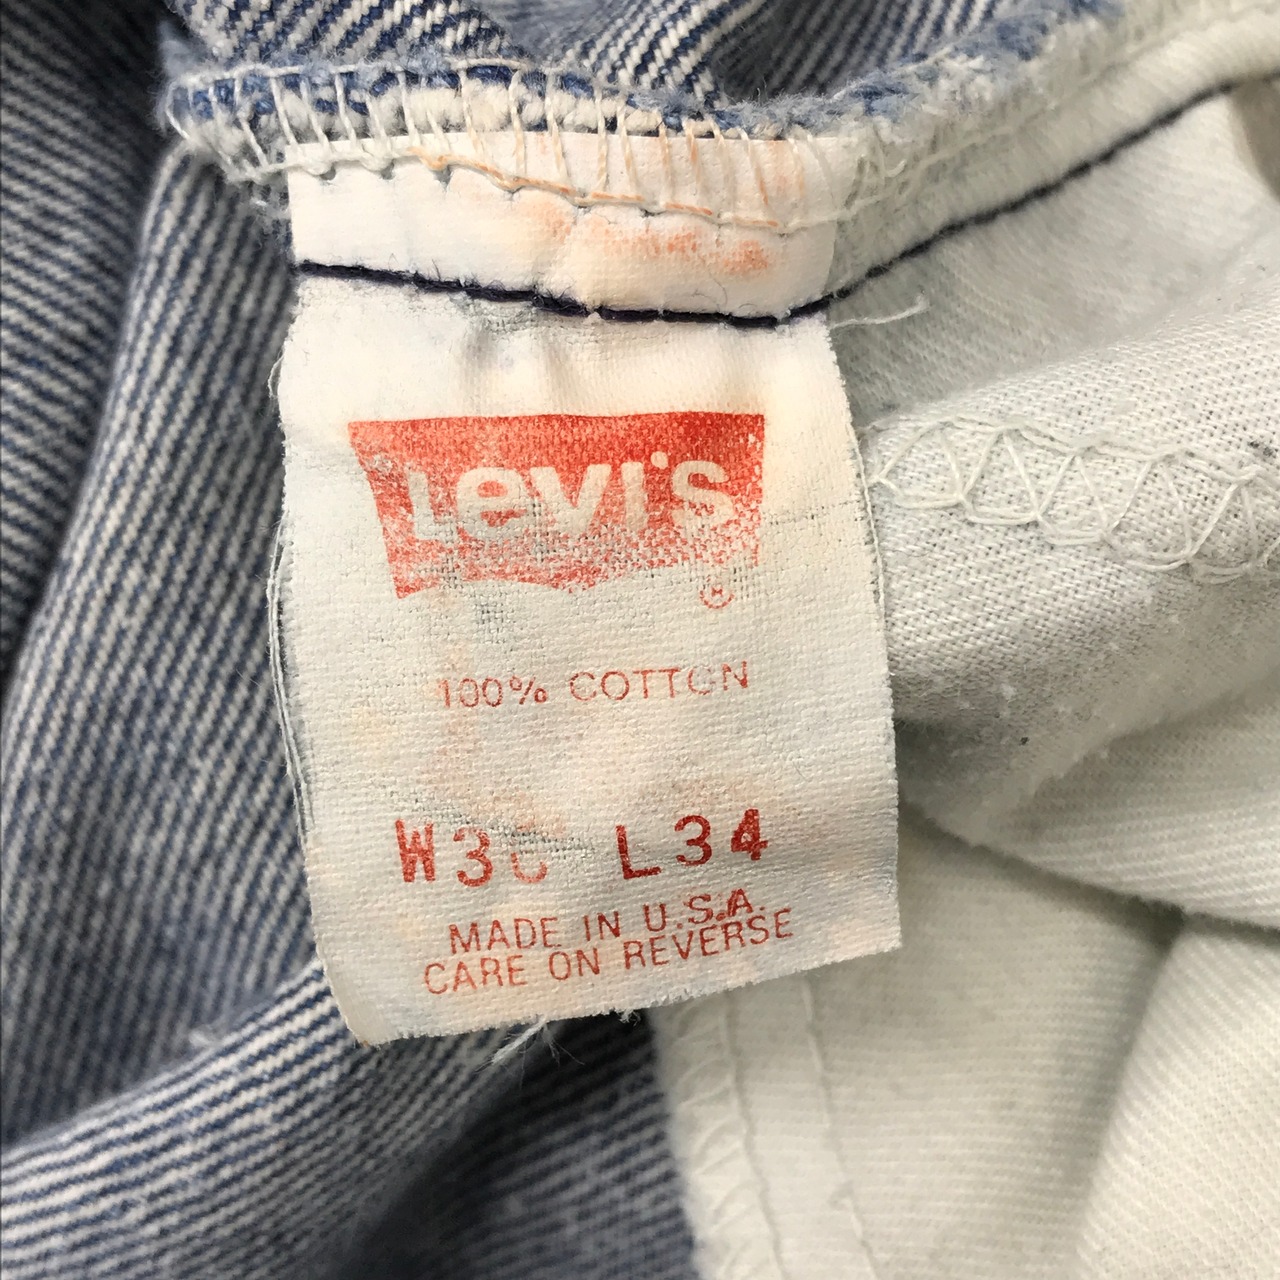 Levi's
®
100% COTTON
L34
MADE IN U.S.A.
CARE ON REVERSE